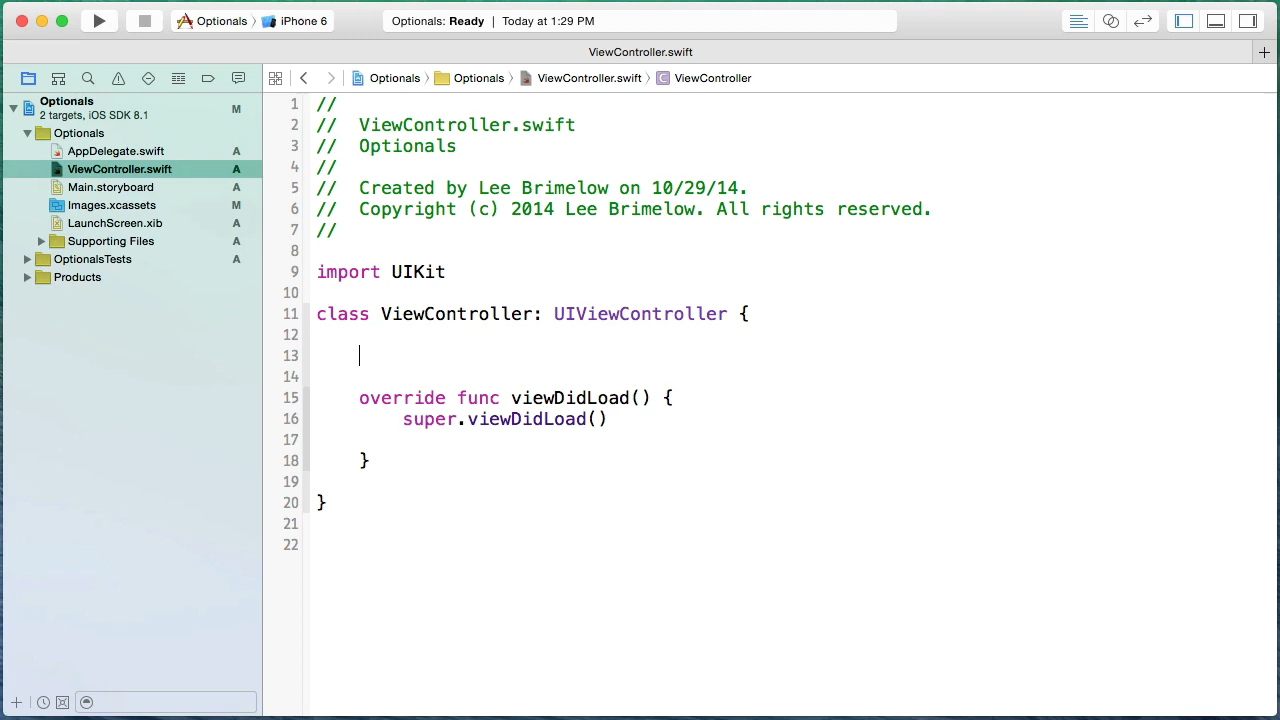 Optionals
iPhone 6
Optionals: Ready | Today at 1:29 PM
ViewController.swift
Optionals
Optionals
ViewController.swift
C ViewController
Optionals
2 targets, iOS SDK 8.1
M
Optionals
AppDelegate.swift A
ViewController.swift A
Main.storyboard A
Images.xcassets M
LaunchScreen.xib A
Supporting Files A
OptionalsTests A
Products
1 //
2 // ViewController.swift
3 // Optionals
4 //
5 // Created by Lee Brimelow on 10/29/14.
6 // Copyright (c) 2014 Lee Brimelow. All rights reserved.
7 //
8
9 import UIKit
10
11 class ViewController: UIViewController {
12
13
14
15 override func viewDidLoad() {
16 super.viewDidLoad()
17
18 }
19
20 }
21
22